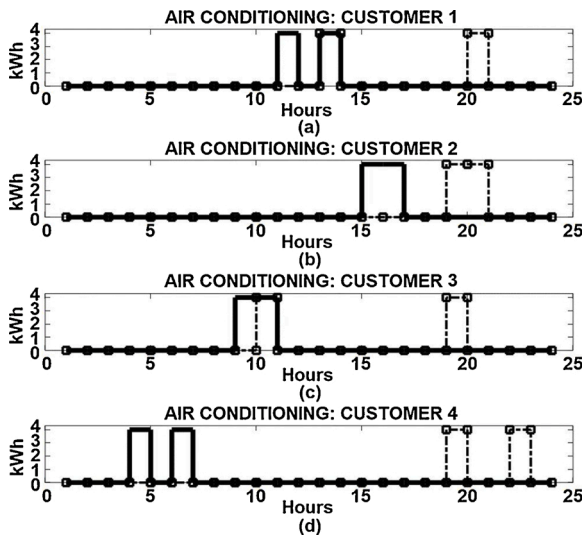 AIR CONDITIONING: CUSTOMER 1
kWh
4
3
2
1
0
0 5 10 15 20 25
Hours
(a)
AIR CONDITIONING: CUSTOMER 2
kWh
4
3
2
1
0
0 5 10 15 20 25
Hours
(b)
AIR CONDITIONING: CUSTOMER 3
kWh
4
3
2
1
0
0 5 10 15 20 25
Hours
(c)
AIR CONDITIONING: CUSTOMER 4
kWh
4
3
2
1
0
0 5 10 15 20 25
Hours
(d)